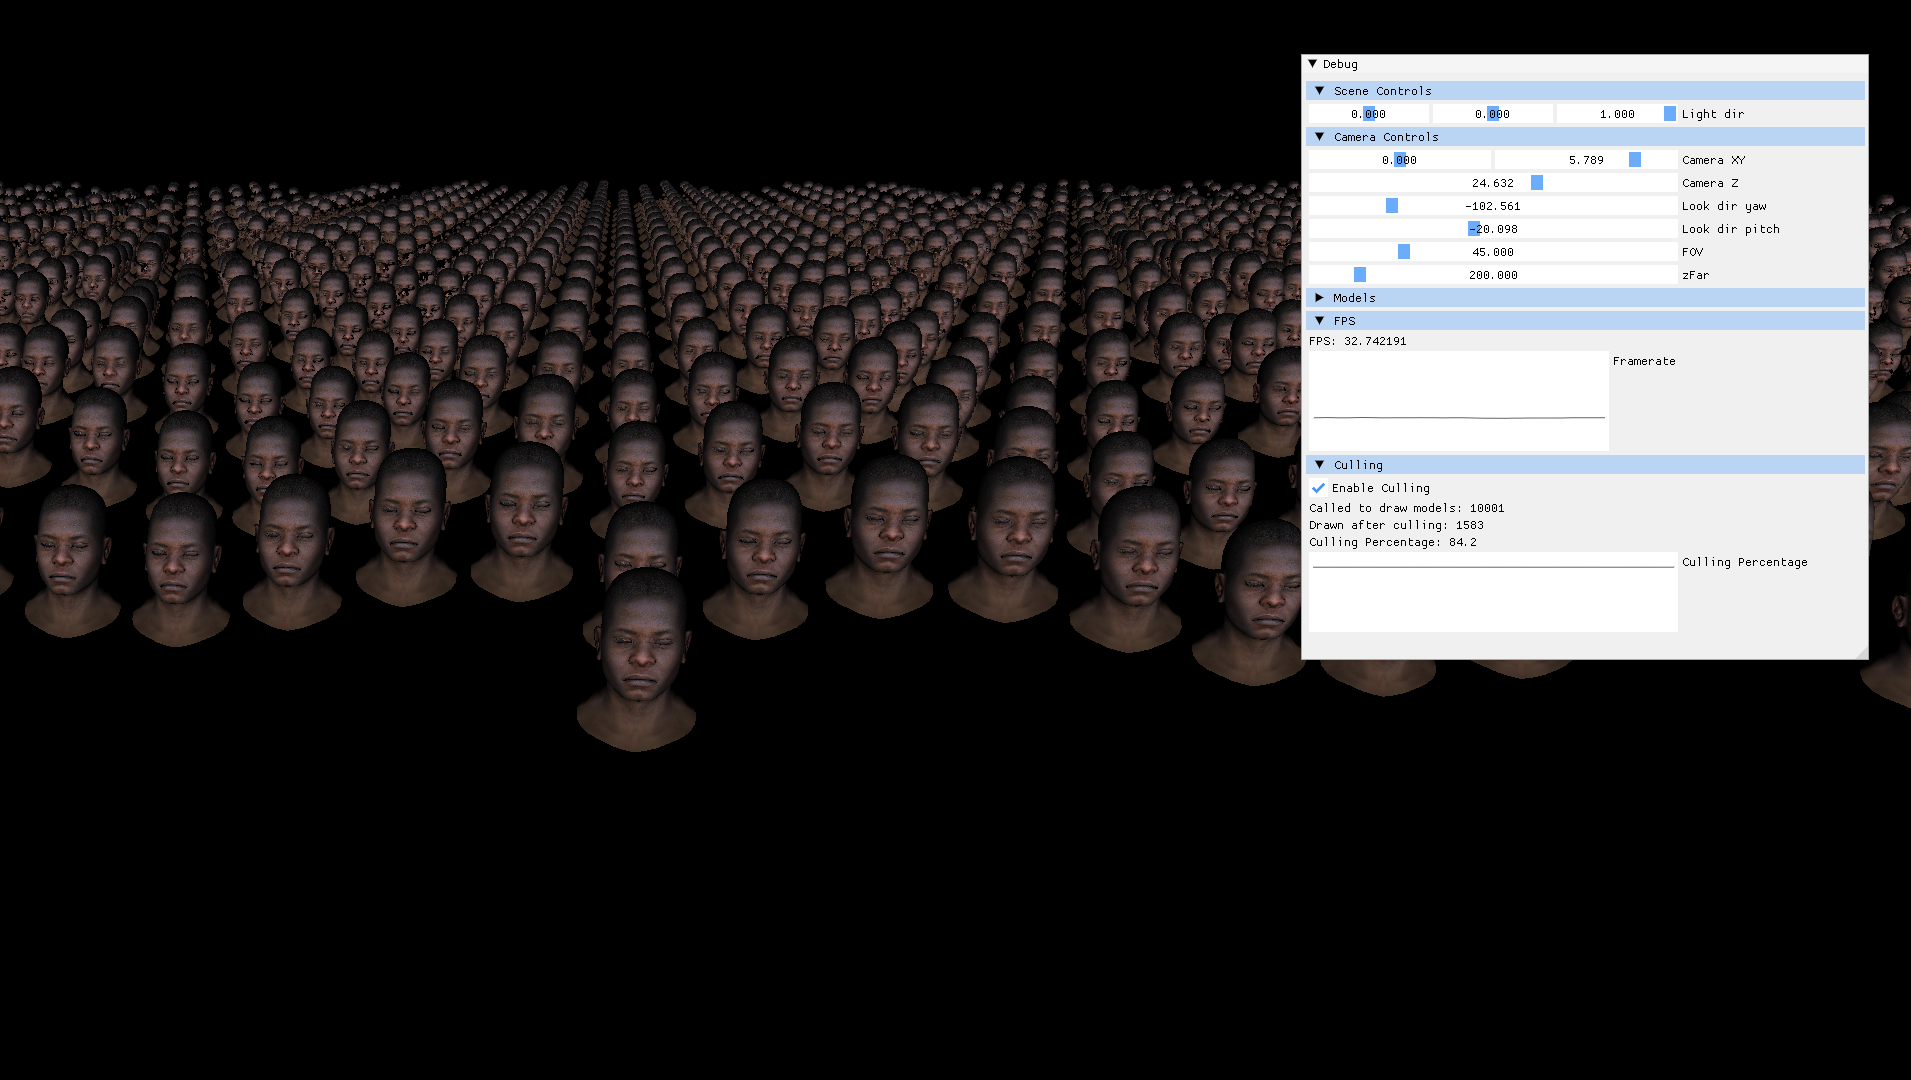 Debug
Scene Controls
0.000 0.000 1.000 Light dir
Camera Controls
0.000 5.789 Camera XY
24.632 Camera Z
-102.561 Look dir yaw
-20.098 Look dir pitch
45.000 FOV
200.000 zFar
Models
FPS
FPS: 32.742191
Framerate
Culling
Enable Culling
Called to draw models: 10001
Drawn after culling: 1583
Culling Percentage: 84.2
Culling Percentage